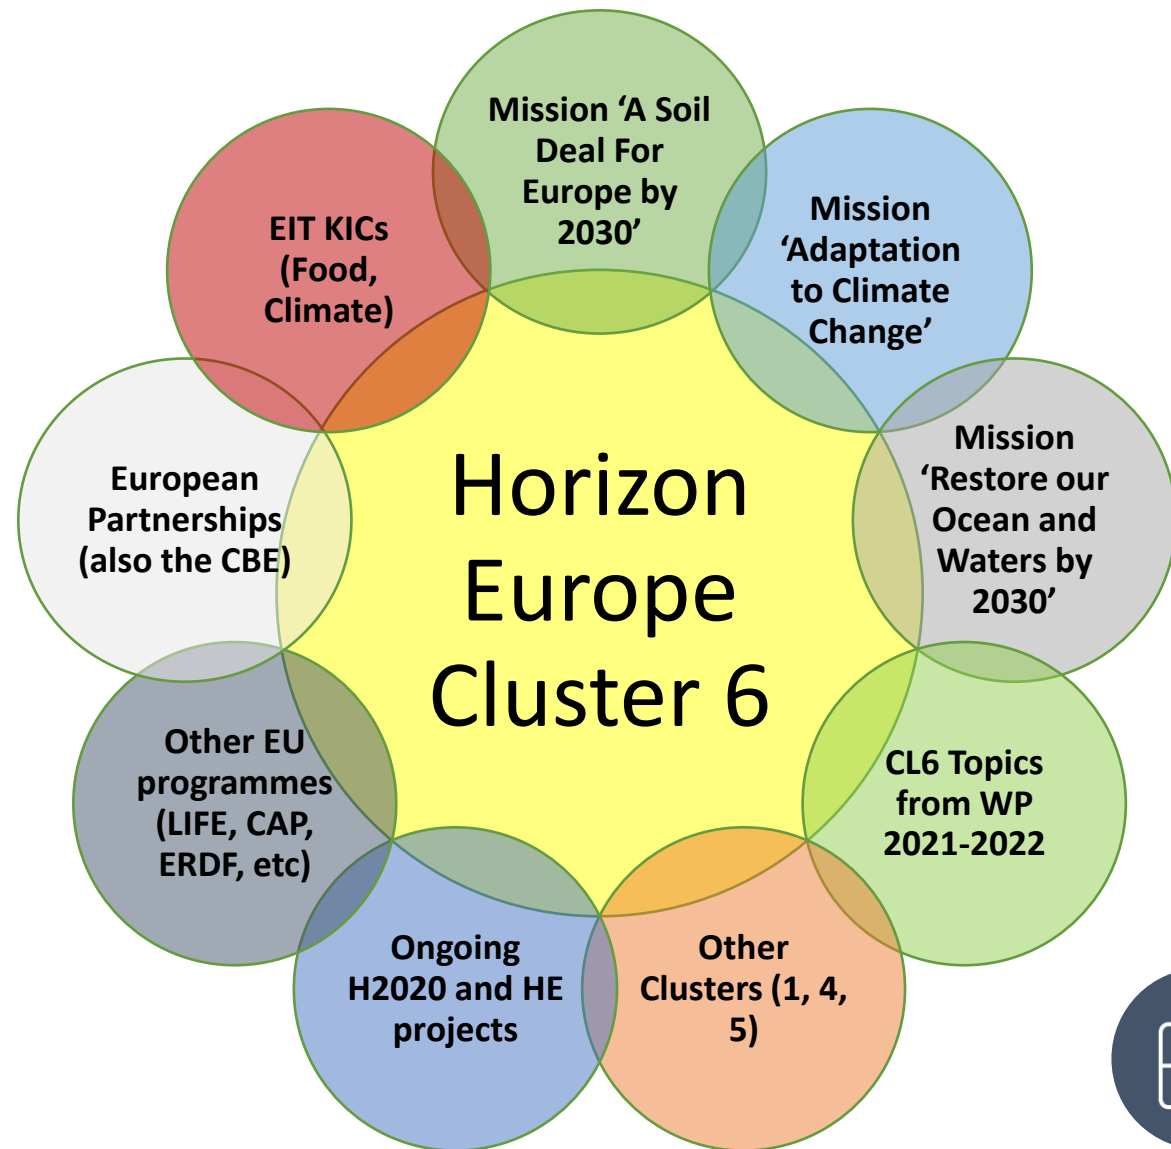 Mission ‘A Soil
Deal For
Europe by
2030’
Mission
‘Adaptation
to Climate
Change’
Mission
‘Restore our
Ocean and
Waters by
2030’
CL6 Topics
from WP
2021-2022
Other
Clusters (1, 4,
5)
Ongoing
H2020 and HE
projects
Other EU
programmes
(LIFE, CAP,
ERDF, etc)
European
Partnerships
(also the CBE)
EIT KICs
(Food,
Climate)
Horizon
Europe
Cluster 6